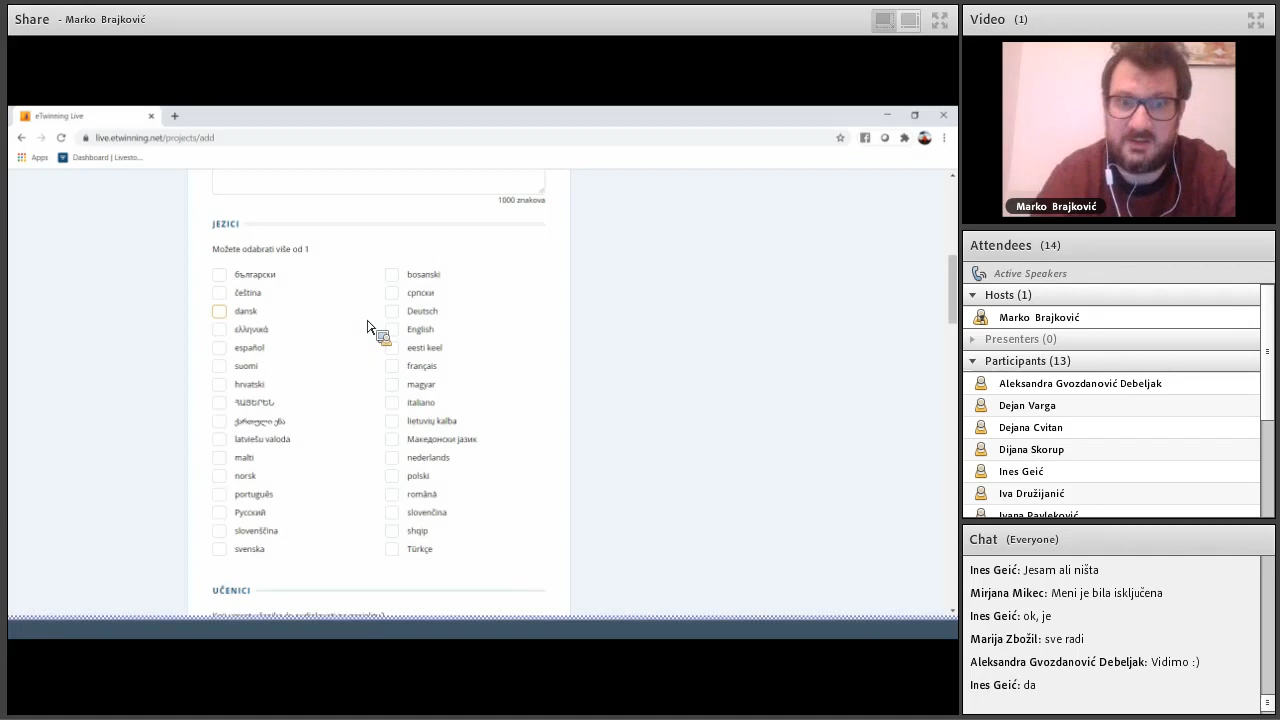 Share - Marko Brajković
eTwinning Live
live.etwinning.net/projects/add
Apps
Dashboard | Livesto...
1000 znakova
JEZICI
Možete odabrati više od 1
български
bosanski
čeština
српски
dansk
Deutsch
ελληνικά
English
español
eesti keel
suomi
français
hrvatski
magyar
ՀԱՅԵՐԵՆ
italiano
ქართული ენა
lietuvių kalba
latviešu valoda
Македонски јазик
malti
nederlands
norsk
polski
português
română
Русский
slovenčina
slovenščina
shqip
svenska
Türkçe
UČENICI
Video (1)
Marko Brajković
Attendees (14)
Active Speakers
Hosts (1)
Marko Brajković
Presenters (0)
Participants (13)
Aleksandra Gvozdanović Debeljak
Dejan Varga
Dejana Cvitan
Dijana Skorup
Ines Geić
Iva Družijanić
Ivana Pavleković
Chat (Everyone)
Ines Geić: Jesam ali ništa
Mirjana Mikec: Meni je bila isključena
Ines Geić: ok, je
Marija Zbožil: sve radi
Aleksandra Gvozdanović Debeljak: Vidimo :)
Ines Geić: da